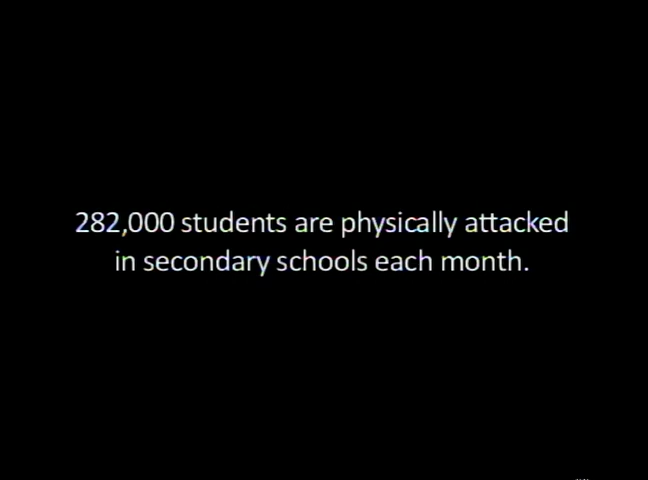 282,000 students are physically attacked
in secondary schools each month.